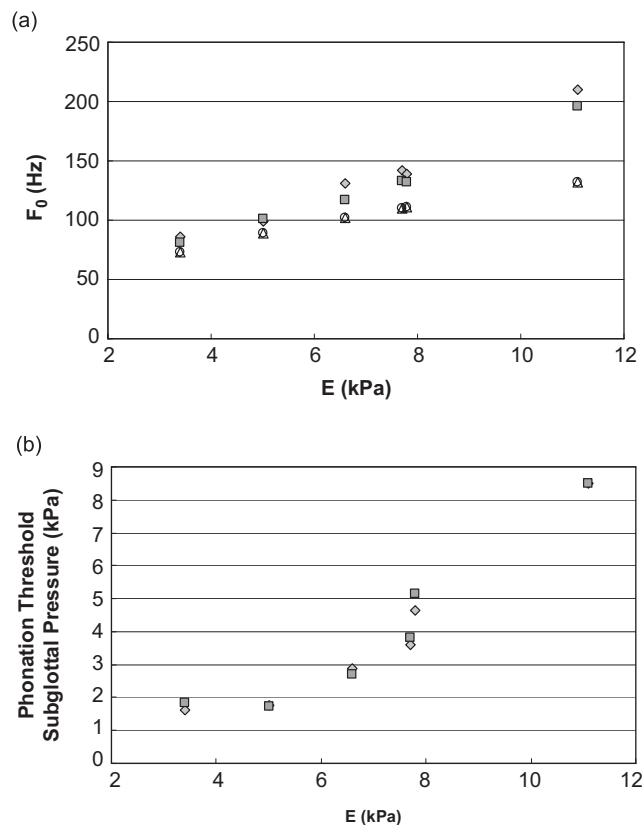 (a)
250
200
150
100
50
0
F0 (Hz)
2 4 6 8 10 12
E (kPa)
(b)
9
8
7
6
5
4
3
2
1
0
Phonation Threshold
Subglottal Pressure (kPa)
2 4 6 8 10 12
E (kPa)